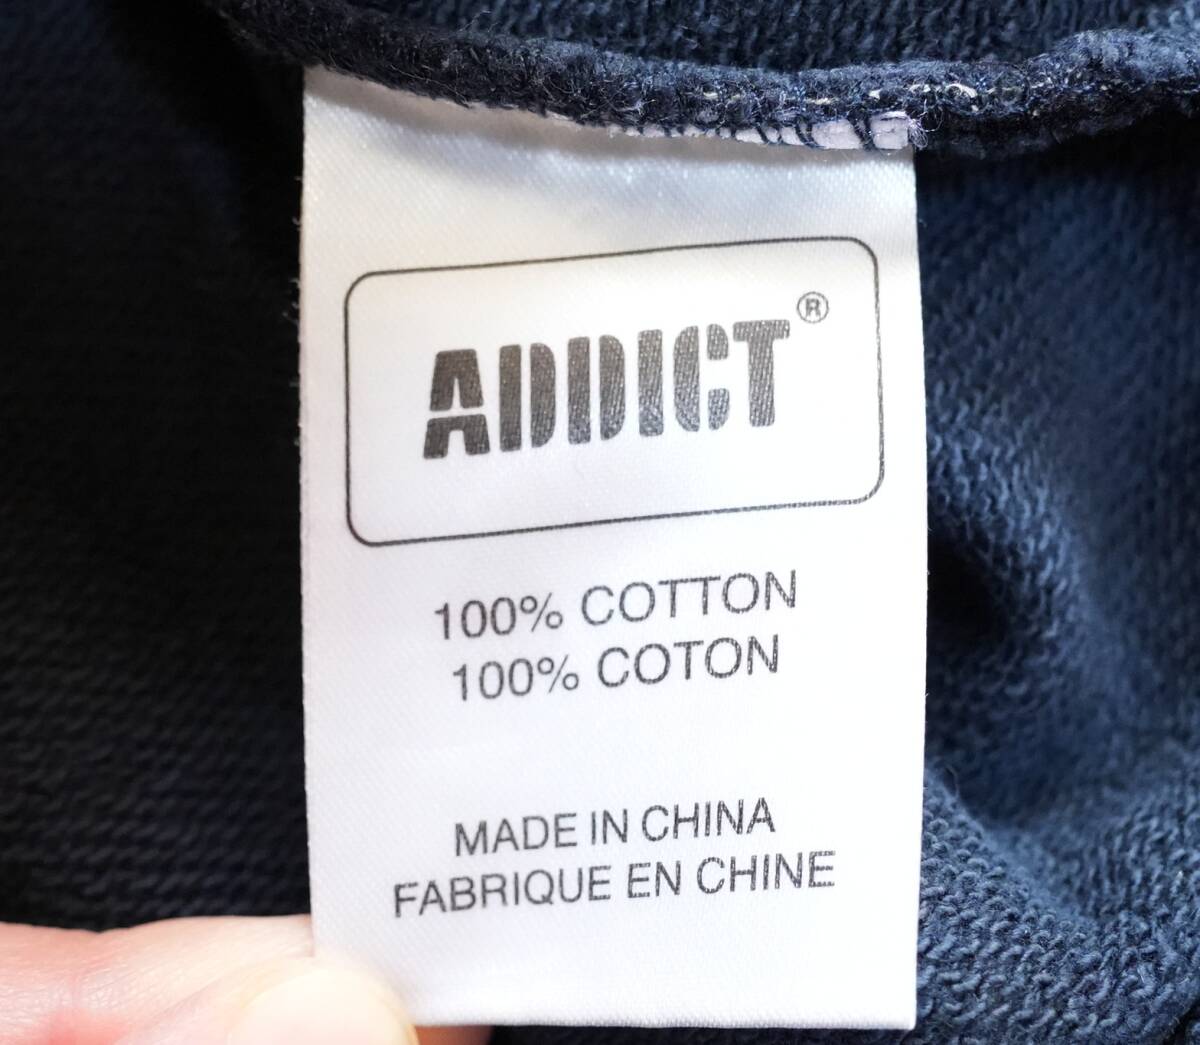 ADDICT®
100% COTTON
100% COTON
MADE IN CHINA
FABRIQUE EN CHINE